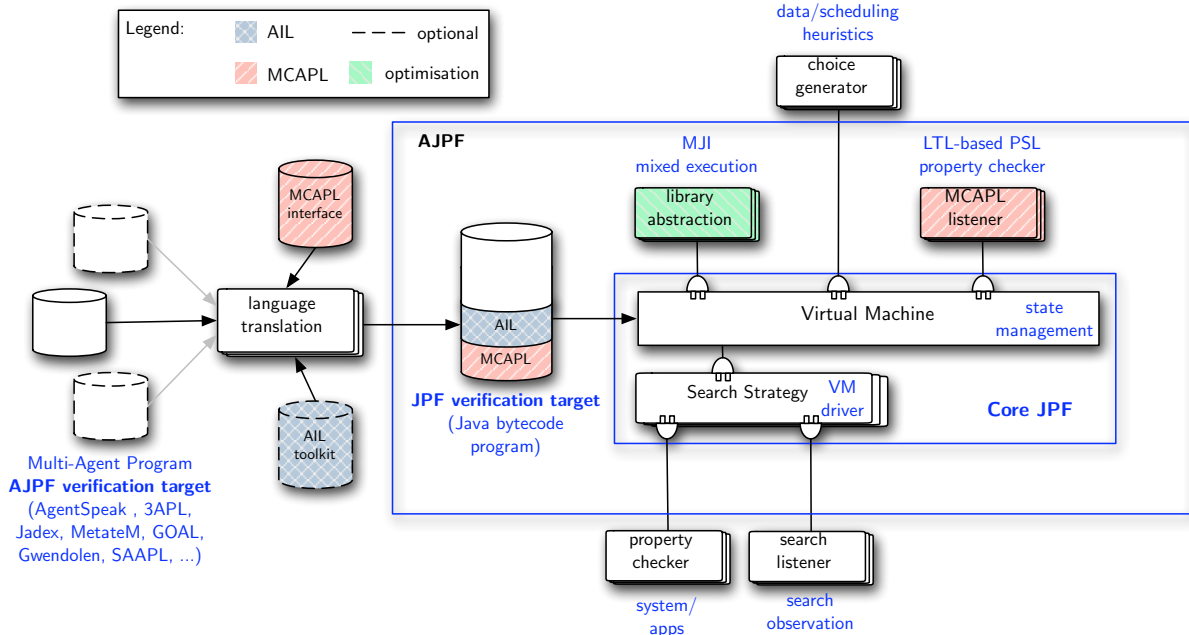 Legend:
AIL
optional
MCAPL
optimisation
data/scheduling
heuristics
choice
generator
AJPF
MJI
mixed execution
LTL-based PSL
property checker
library
abstraction
MCAPL
listener
MCAPL
interface
language
translation
AIL
MCAPL
Virtual Machine
state
management
Search Strategy
VM
driver
Core JPF
JPF verification target
(Java bytecode
program)
AIL
toolkit
Multi-Agent Program
AJPF verification target
(AgentSpeak , 3APL,
Jadex, MetateM, GOAL,
Gwendolen, SAAPL, ...)
property
checker
search
listener
system/
apps
search
observation